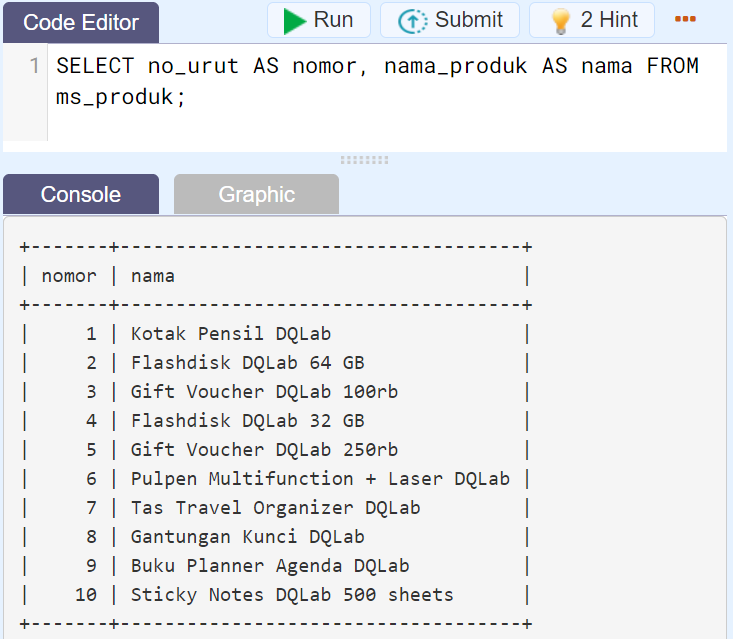 Code Editor
Run
Submit
2 Hint
1 SELECT no_urut AS nomor, nama_produk AS nama FROM
ms_produk;
Console
Graphic
+-------+------------------------------------+
| nomor | nama                               |
+-------+------------------------------------+
|     1 | Kotak Pensil DQLab                 |
|     2 | Flashdisk DQLab 64 GB              |
|     3 | Gift Voucher DQLab 100rb           |
|     4 | Flashdisk DQLab 32 GB              |
|     5 | Gift Voucher DQLab 250rb           |
|     6 | Pulpen Multifunction + Laser DQLab |
|     7 | Tas Travel Organizer DQLab         |
|     8 | Gantungan Kunci DQLab              |
|     9 | Buku Planner Agenda DQLab          |
|    10 | Sticky Notes DQLab 500 sheets      |
+-------+------------------------------------+